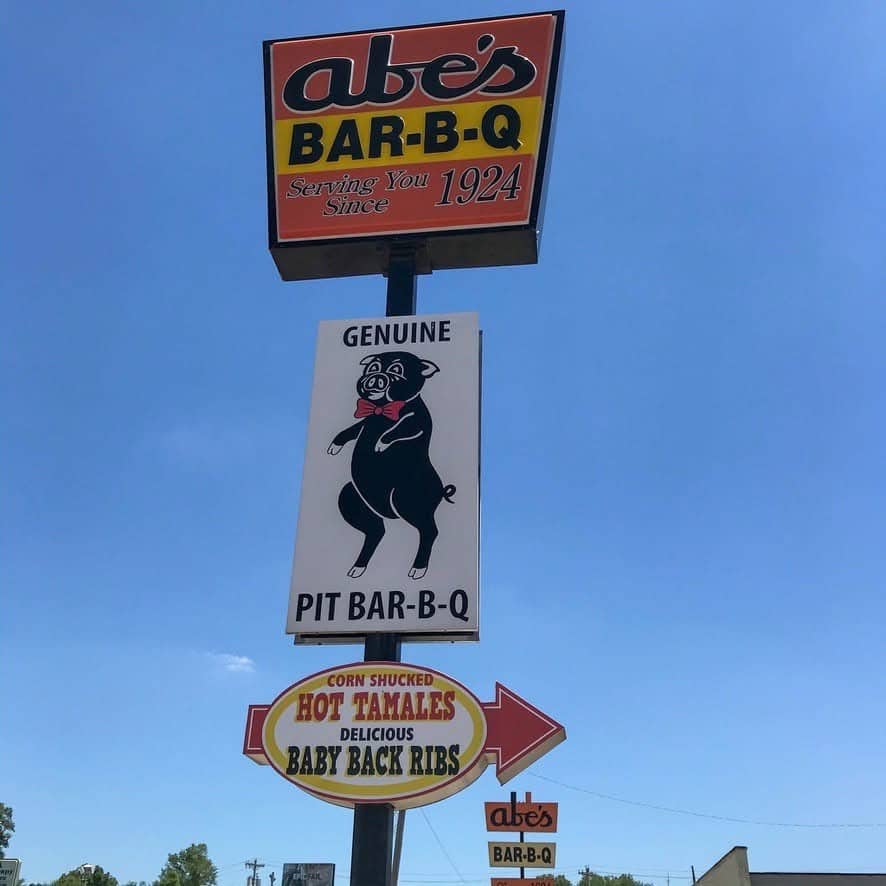 abe's
BAR-B-Q
Serving You
Since
1924
GENUINE
PIT BAR-B-Q
CORN SHUCKED
HOT TAMALES
DELICIOUS
BABY BACK RIBS
abe's
BAR-B-Q